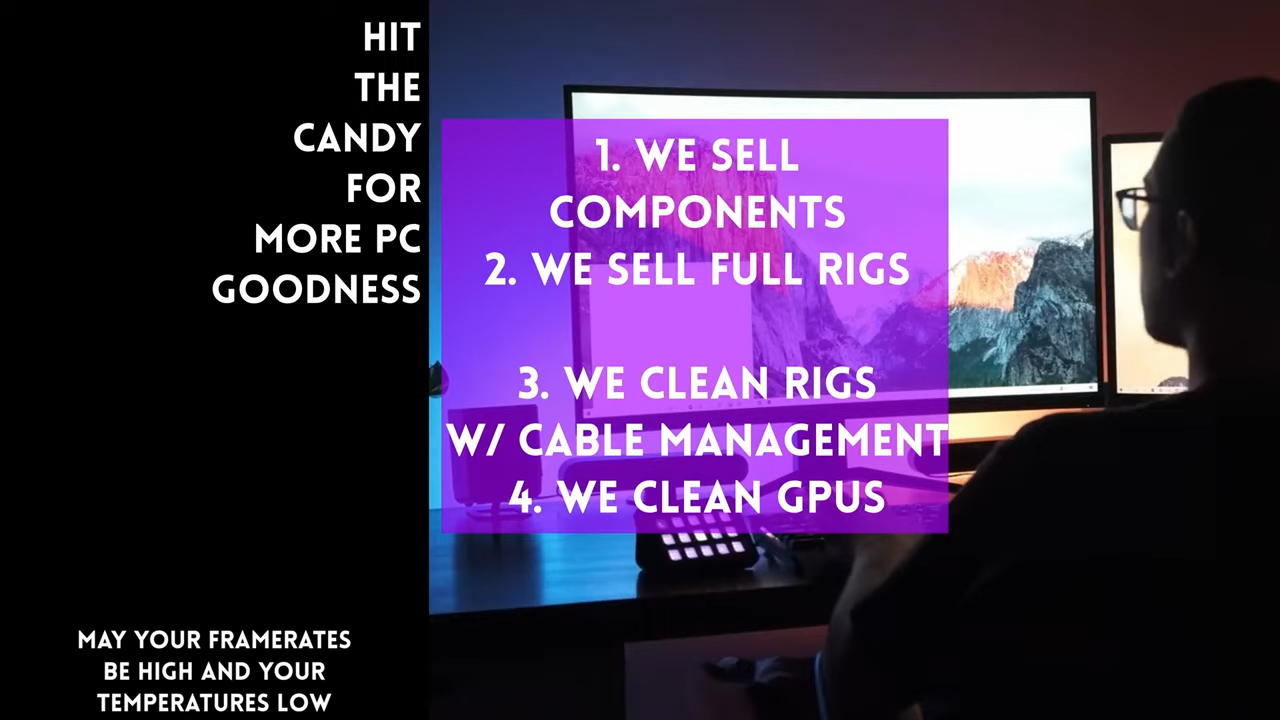 HIT
THE
CANDY
FOR
MORE PC
GOODNESS
1. WE SELL
COMPONENTS
2. WE SELL FULL RIGS
3. WE CLEAN RIGS
W/ CABLE MANAGEMENT
4. WE CLEAN GPUS
MAY YOUR FRAMERATES
BE HIGH AND YOUR
TEMPERATURES LOW